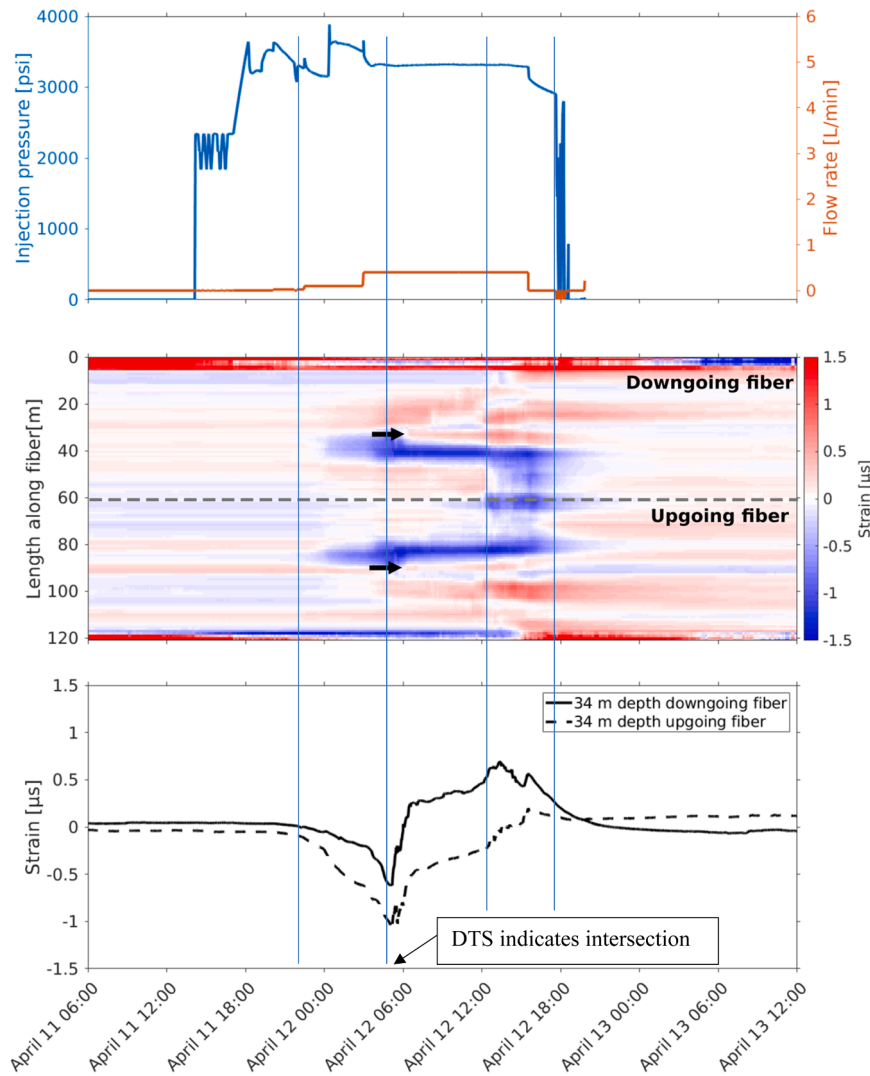 4000
3000
2000
1000
0
Injection pressure [psi]
6
5
4
3
2
1
0
Flow rate [L/min]
0
20
40
60
80
100
120
Length along fiber[m]
Downgoing fiber
Upgoing fiber
1.5
1
0.5
0
-0.5
-1
-1.5
Strain [μs]
1.5
1
0.5
0
-0.5
-1
-1.5
Strain [μs]
34 m depth downgoing fiber
34 m depth upgoing fiber
DTS indicates intersection
April 11 06:00
April 11 12:00
April 11 18:00
April 12 00:00
April 12 06:00
April 12 12:00
April 12 18:00
April 13 00:00
April 13 06:00
April 13 12:00